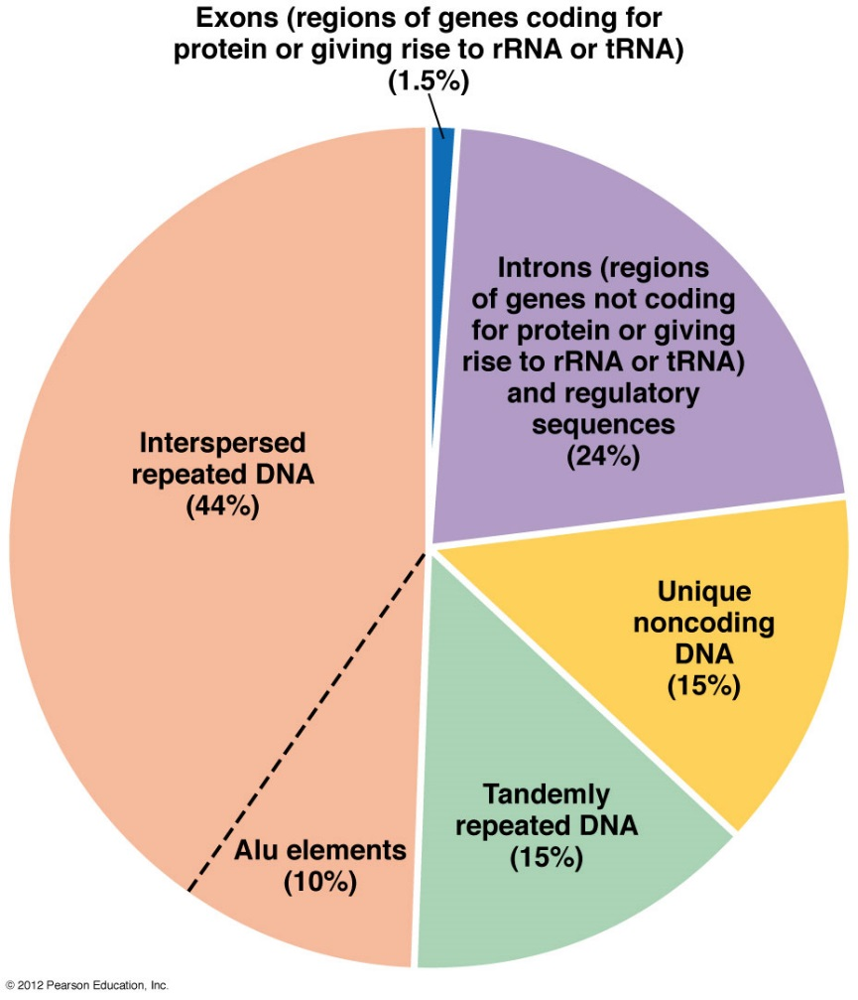 Exons (regions of genes coding for
protein or giving rise to rRNA or tRNA)
(1.5%)
Introns (regions
of genes not coding
for protein or giving
rise to rRNA or tRNA)
and regulatory
sequences
(24%)
Interspersed
repeated DNA
(44%)
Unique
noncoding
DNA
(15%)
Tandemly
repeated DNA
(15%)
Alu elements
(10%)
© 2012 Pearson Education, Inc.